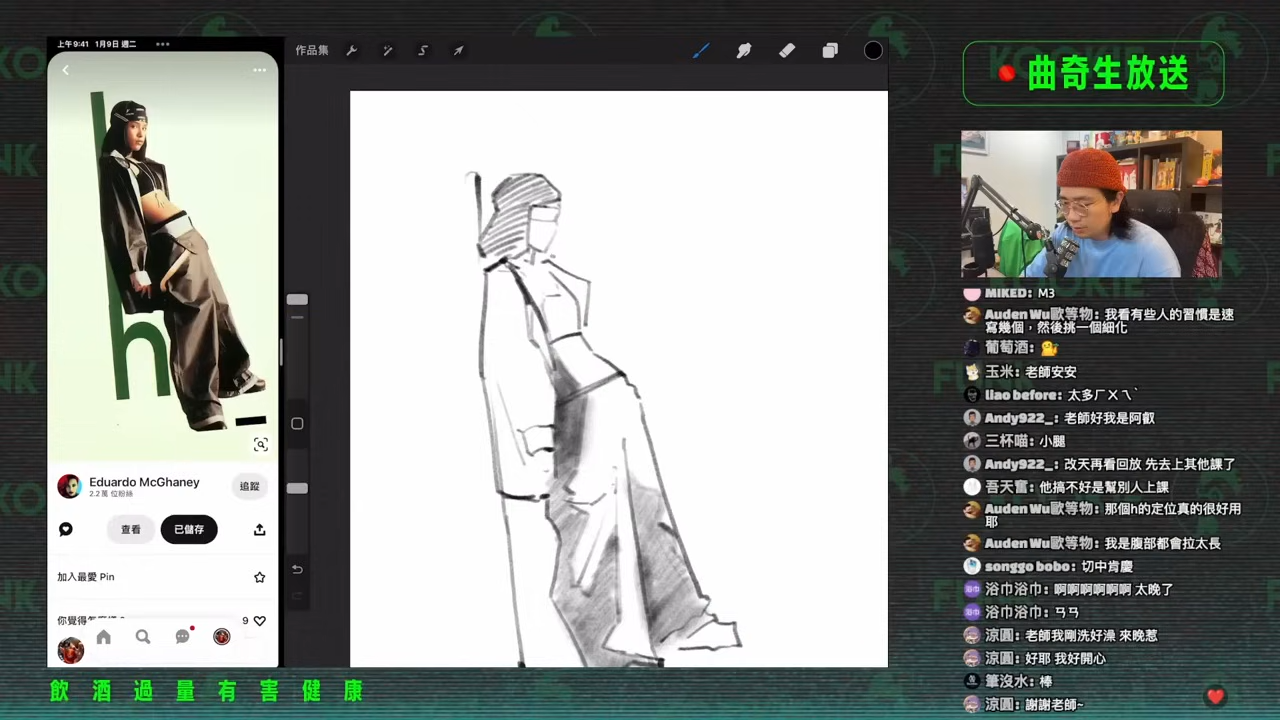 上午9:41 1月9日 週二
作品集
h
Eduardo McGhaney
2.2萬 位粉絲
追蹤
查看
已儲存
加入最愛 Pin
9
曲奇生放送
MIKED: M3
Auden Wu歐等物: 我看有些人的習慣是速
寫幾個,然後挑一個細化
葡萄酒:
玉米: 老師安安
liao before: 太多ㄏㄨㄟˋ
Andy922_: 老師好我是阿叡
三杯喵: 小腿
Andy922_: 改天再看回放 先去上其他課了
吾天奮: 他搞不好是幫別人上課
Auden Wu歐等物: 那個h的定位真的很好用
耶
Auden Wu歐等物: 我是腹部都會拉太長
songgo bobo: 切中肯慶
浴巾浴巾: 啊啊啊啊啊啊 太晚了
浴巾浴巾: ㄢㄢ
涼圓: 老師我剛洗好澡 來晚惹
涼圓: 好耶 我好開心
筆沒水: 棒
涼圓: 謝謝老師~
飲酒過量有害健康